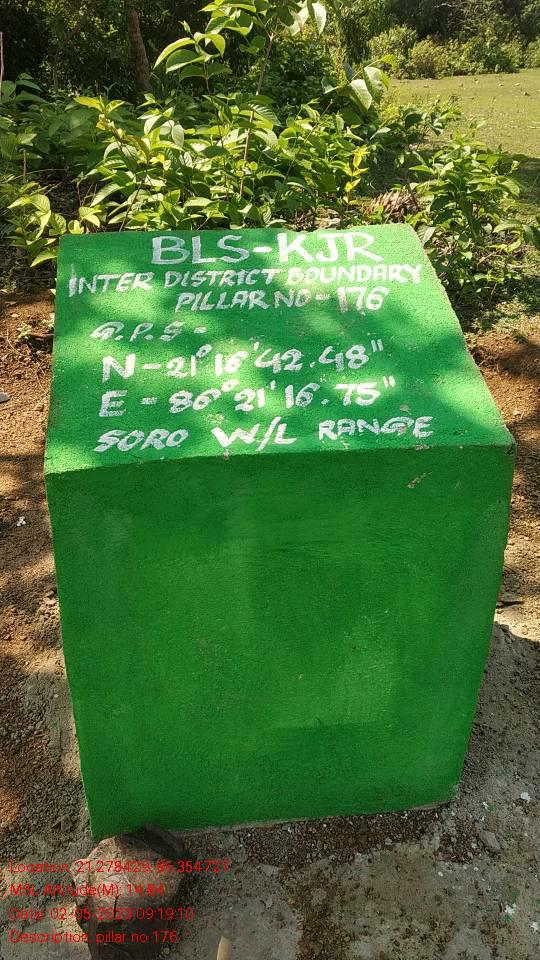 BLS-KJR
INTER DISTRICT BOUNDARY
PILLAR NO-176
G.P.S-
N-21° 16' 42.48"
E-86° 21' 16.75"
SORO W/L RANGE
Location: 21.278429, 86.354727
MSL Altitude(M): 14.84
Date: 02-05-2023 09:19:10
Description: pillar no 176